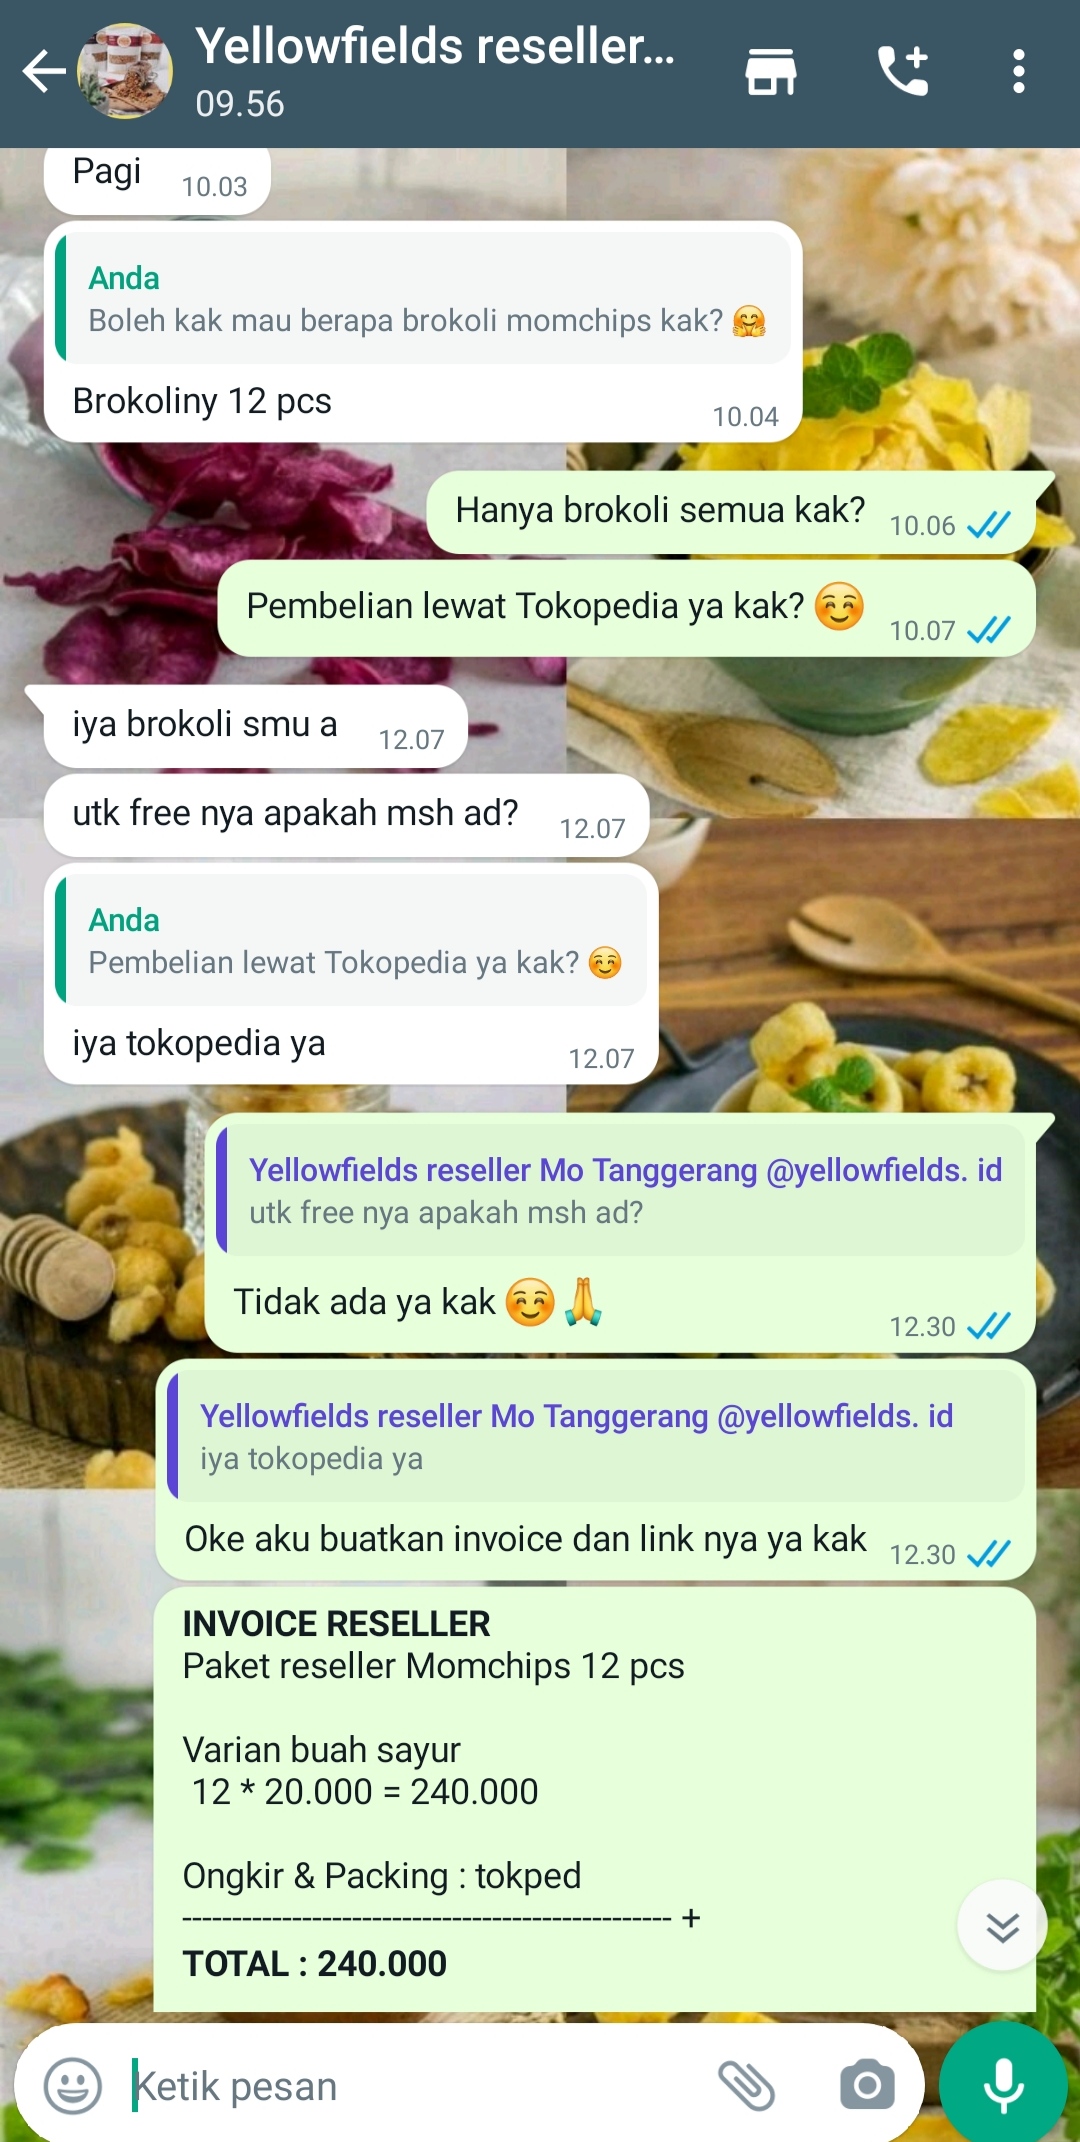 Yellowfields reseller...
09.56
Pagi 10.03
Anda
Boleh kak mau berapa brokoli momchips kak? 🤗
Brokoliny 12 pcs 10.04
Hanya brokoli semua kak? 10.06
Pembelian lewat Tokopedia ya kak? ☺️ 10.07
iya brokoli smu a 12.07
utk free nya apakah msh ad? 12.07
Anda
Pembelian lewat Tokopedia ya kak? ☺️
iya tokopedia ya 12.07
Yellowfields reseller Mo Tanggerang @yellowfields. id
utk free nya apakah msh ad?
Tidak ada ya kak ☺️🙏 12.30
Yellowfields reseller Mo Tanggerang @yellowfields. id
iya tokopedia ya
Oke aku buatkan invoice dan link nya ya kak 12.30
INVOICE RESELLER
Paket reseller Momchips 12 pcs
Varian buah sayur
12 * 20.000 = 240.000
Ongkir & Packing : tokped
------------------------------------------------- +
TOTAL : 240.000
Ketik pesan